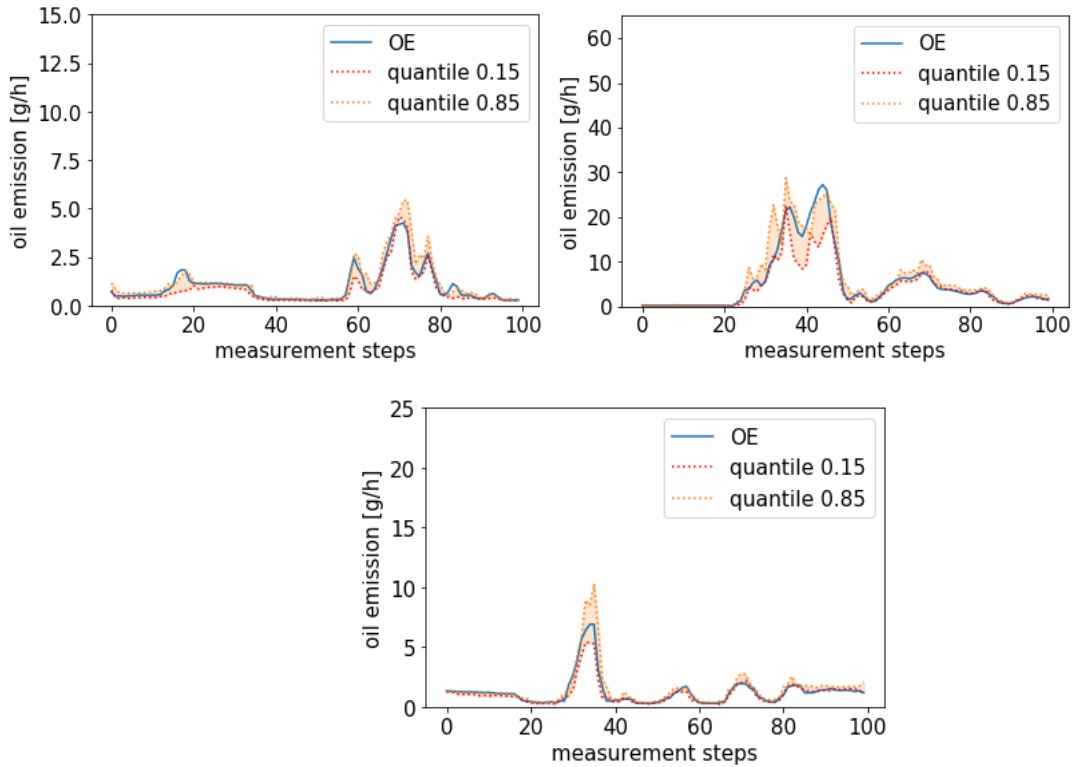 15.0
12.5
10.0
7.5
5.0
2.5
0.0
oil emission [g/h]
OE
quantile 0.15
quantile 0.85
0 20 40 60 80 100
measurement steps
60
50
40
30
20
10
0
oil emission [g/h]
OE
quantile 0.15
quantile 0.85
0 20 40 60 80 100
measurement steps
25
20
15
10
5
0
oil emission [g/h]
OE
quantile 0.15
quantile 0.85
0 20 40 60 80 100
measurement steps